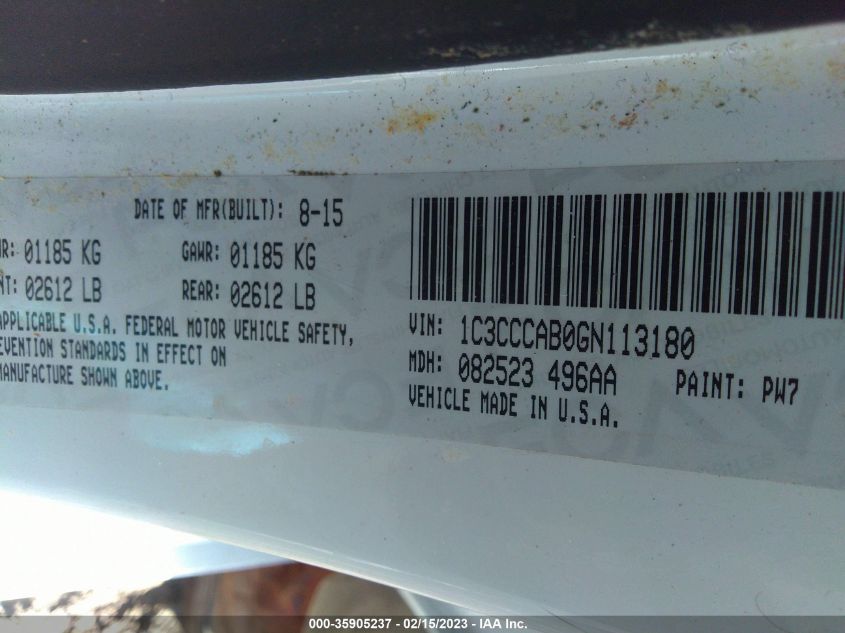 DATE OF MFR(BUILT): 8-15
R: 01185 KG GAWR: 01185 KG
NT: 02612 LB REAR: 02612 LB
APPLICABLE U.S.A. FEDERAL MOTOR VEHICLE SAFETY,
EVENTION STANDARDS IN EFFECT ON
MANUFACTURE SHOWN ABOVE.
VIN: 1C3CCCAB0GN113180
MDH: 082523 496AA PAINT: PW7
VEHICLE MADE IN U.S.A.
000-35905237 - 02/15/2023 - IAA Inc.